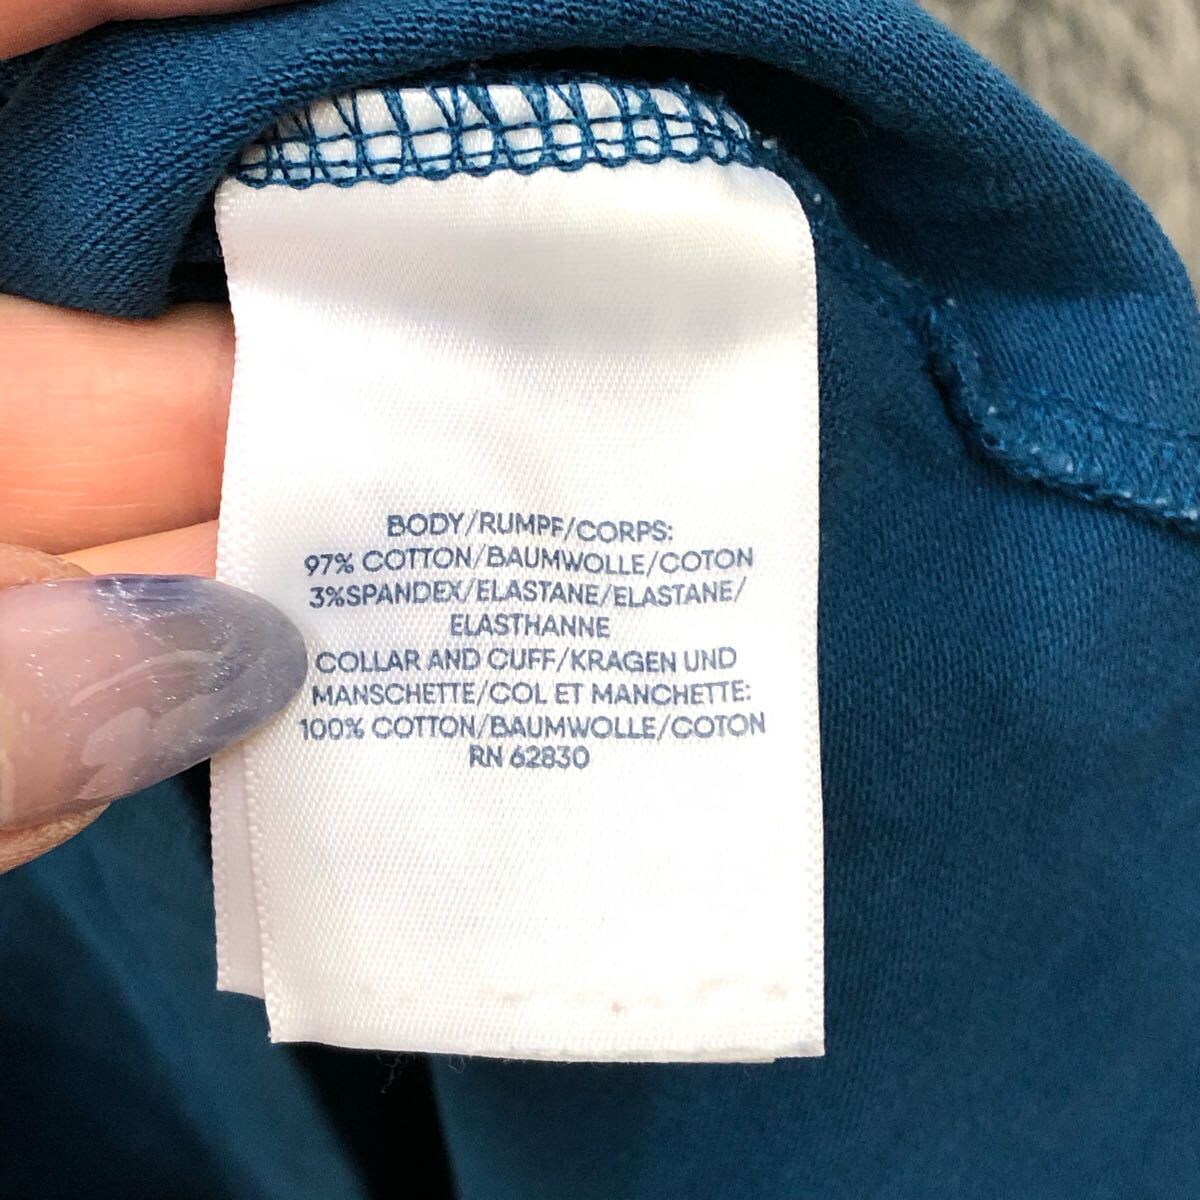 BODY/RUMPF/CORPS:
97% COTTON/BAUMWOLLE/COTON
3%SPANDEX/ELASTANE/ELASTANE/
ELASTHANNE
COLLAR AND CUFF/KRAGEN UND
MANSCHETTE/COL ET MANCHETTE:
100% COTTON/BAUMWOLLE/COTON
RN 62830